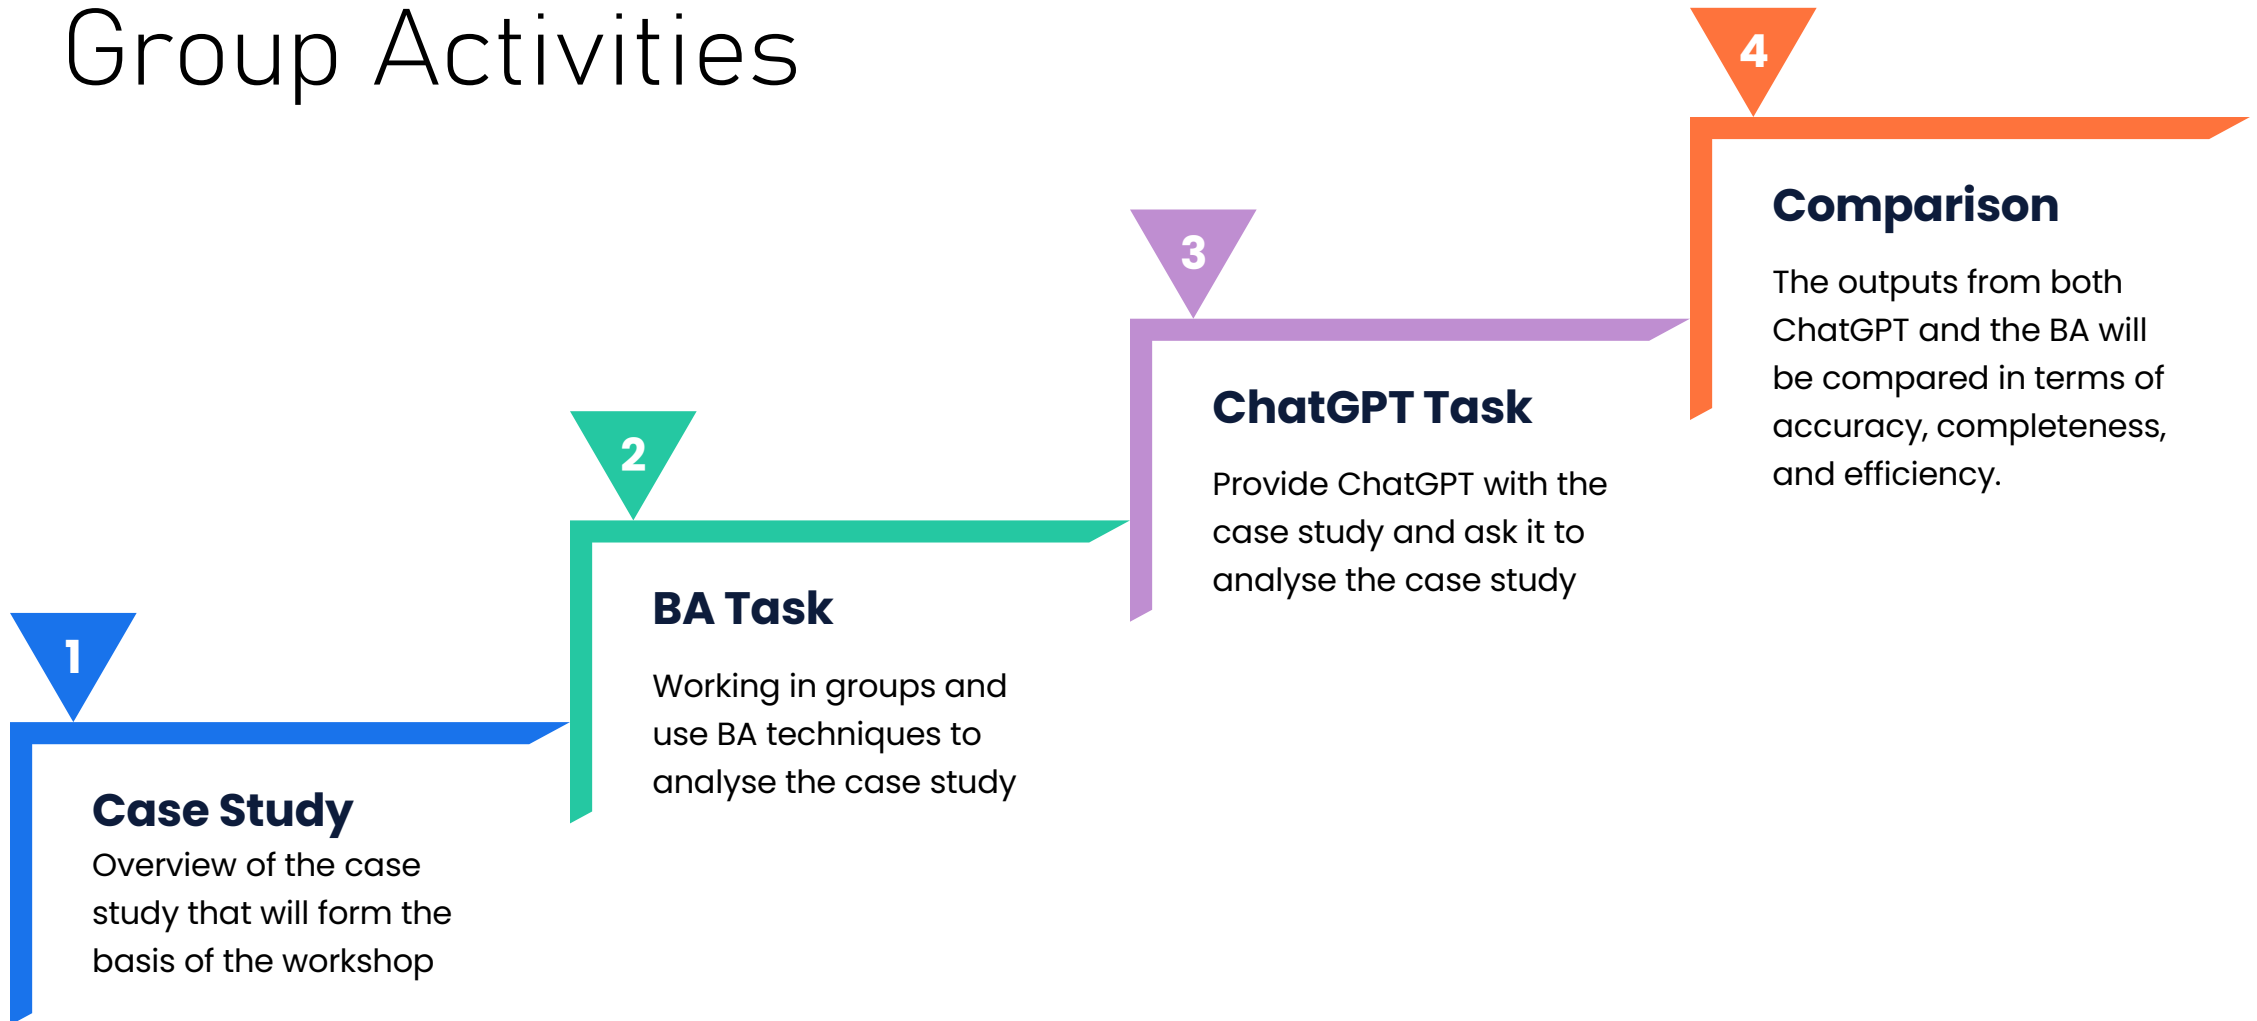 Group Activities
1
Case Study
Overview of the case
study that will form the
basis of the workshop
2
BA Task
Working in groups and
use BA techniques to
analyse the case study
3
ChatGPT Task
Provide ChatGPT with the
case study and ask it to
analyse the case study
4
Comparison
The outputs from both
ChatGPT and the BA will
be compared in terms of
accuracy, completeness,
and efficiency.